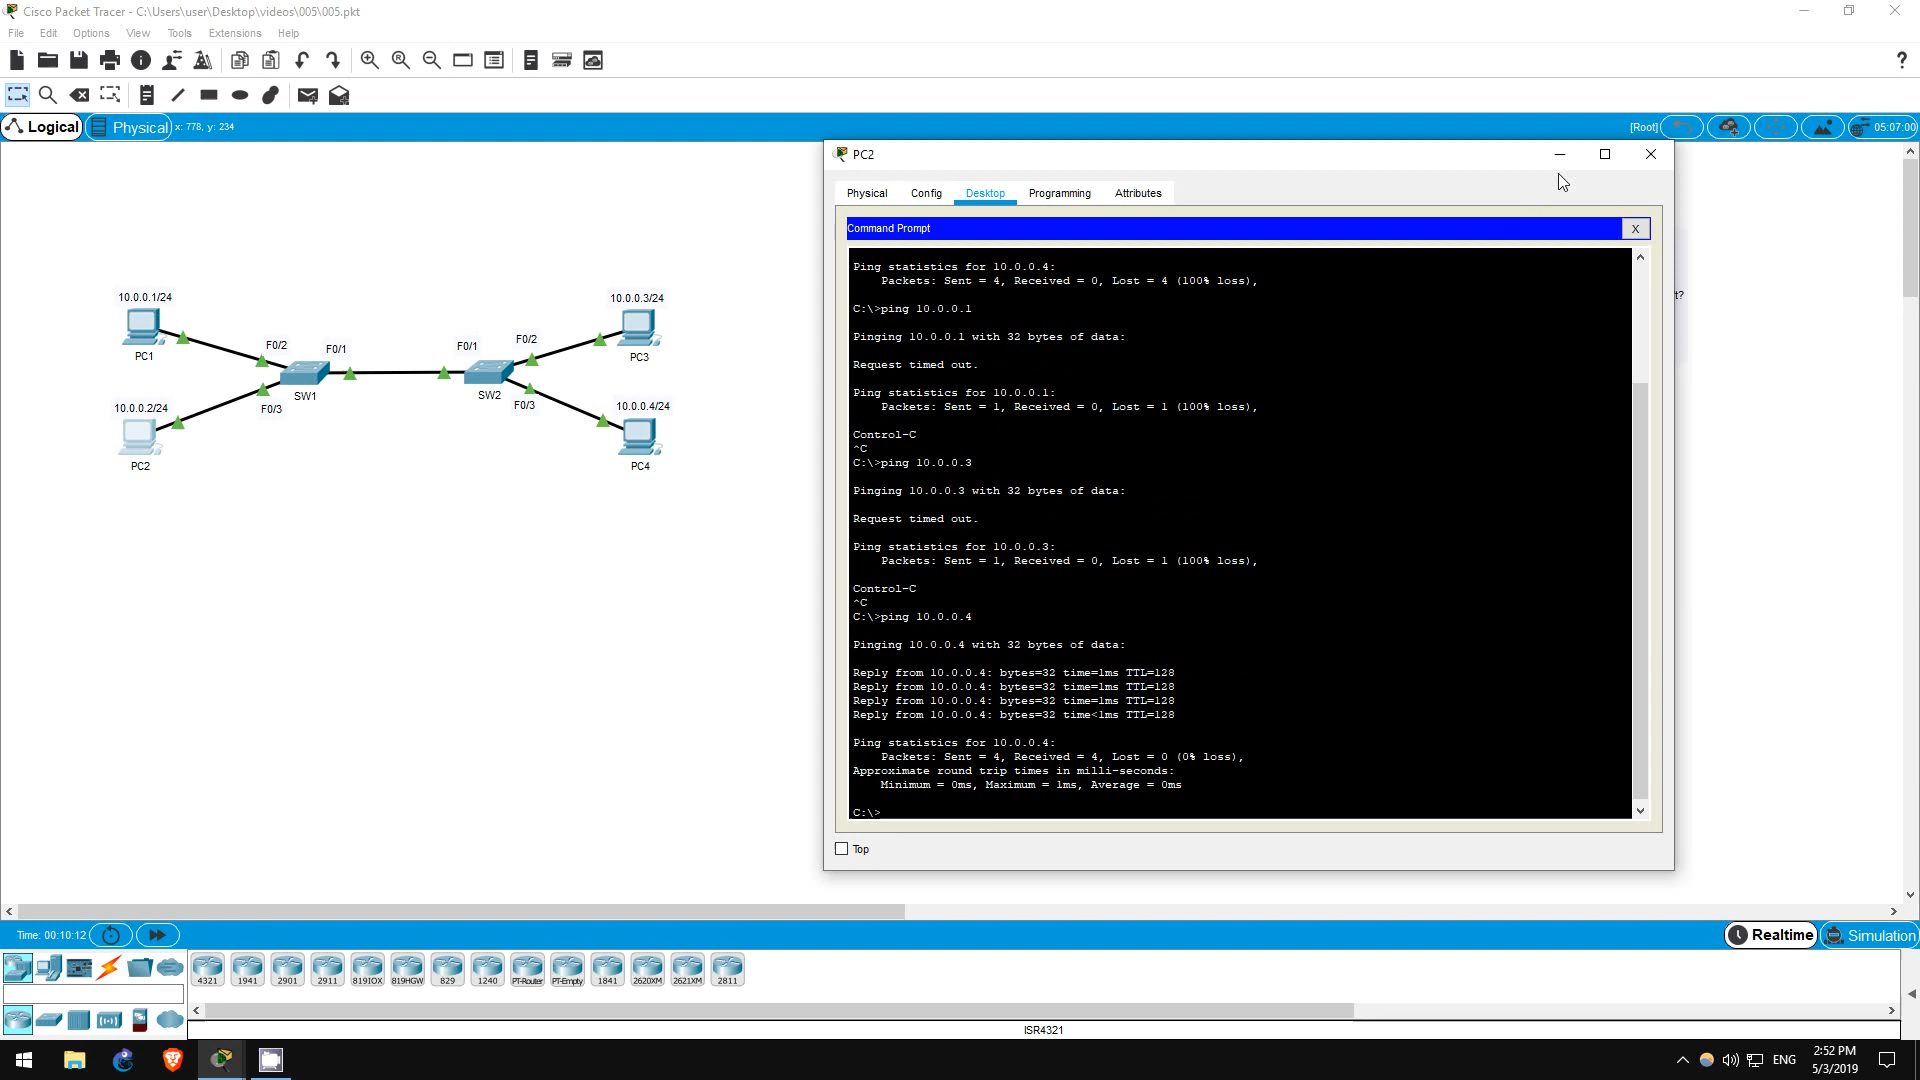 Cisco Packet Tracer - C:\Users\user\Desktop\videos\005\005.pkt
File Edit Options View Tools Extensions Help
?
Logical Physical x: 778, y: 234 [Root] 05:07:00
PC2
Physical Config Desktop Programming Attributes
Command Prompt X
Ping statistics for 10.0.0.4:
Packets: Sent = 4, Received = 0, Lost = 4 (100% loss),
C:\>ping 10.0.0.1
Pinging 10.0.0.1 with 32 bytes of data:
Request timed out.
Ping statistics for 10.0.0.1:
Packets: Sent = 1, Received = 0, Lost = 1 (100% loss),
Control-C
^C
C:\>ping 10.0.0.3
Pinging 10.0.0.3 with 32 bytes of data:
Request timed out.
Ping statistics for 10.0.0.3:
Packets: Sent = 1, Received = 0, Lost = 1 (100% loss),
Control-C
^C
C:\>ping 10.0.0.4
Pinging 10.0.0.4 with 32 bytes of data:
Reply from 10.0.0.4: bytes=32 time=1ms TTL=128
Reply from 10.0.0.4: bytes=32 time=1ms TTL=128
Reply from 10.0.0.4: bytes=32 time=1ms TTL=128
Reply from 10.0.0.4: bytes=32 time<1ms TTL=128
Ping statistics for 10.0.0.4:
Packets: Sent = 4, Received = 4, Lost = 0 (0% loss),
Approximate round trip times in milli-seconds:
Minimum = 0ms, Maximum = 1ms, Average = 0ms
C:\>
Top
t?
10.0.0.1/24
PC1
F0/2
F0/1
SW1
10.0.0.2/24
F0/3
PC2
F0/1
F0/2
10.0.0.3/24
PC3
SW2
F0/3
10.0.0.4/24
PC4
Time: 00:10:12 Realtime Simulation
4321 1941 2901 2911 819IOX 819HGW 829 1240 PT-Router PT-Empty 1841 2620XM 2621XM 2811
ISR4321
ENG
2:52 PM
5/3/2019